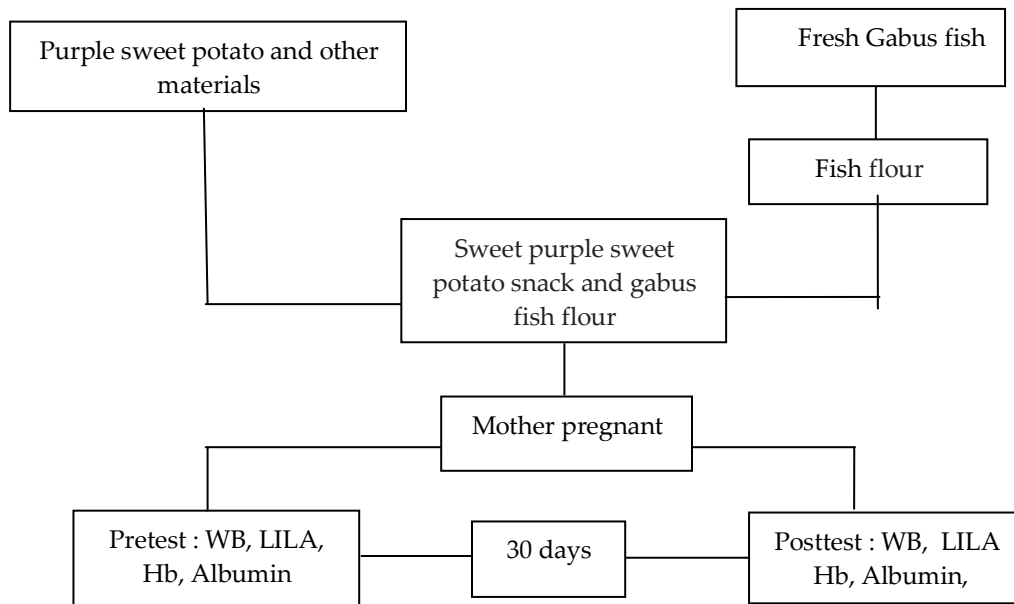 Purple sweet potato and other
materials
Fresh Gabus fish
Fish flour
Sweet purple sweet
potato snack and gabus
fish flour
Mother pregnant
Pretest : WB, LILA,
Hb, Albumin
30 days
Posttest : WB, LILA
Hb, Albumin,